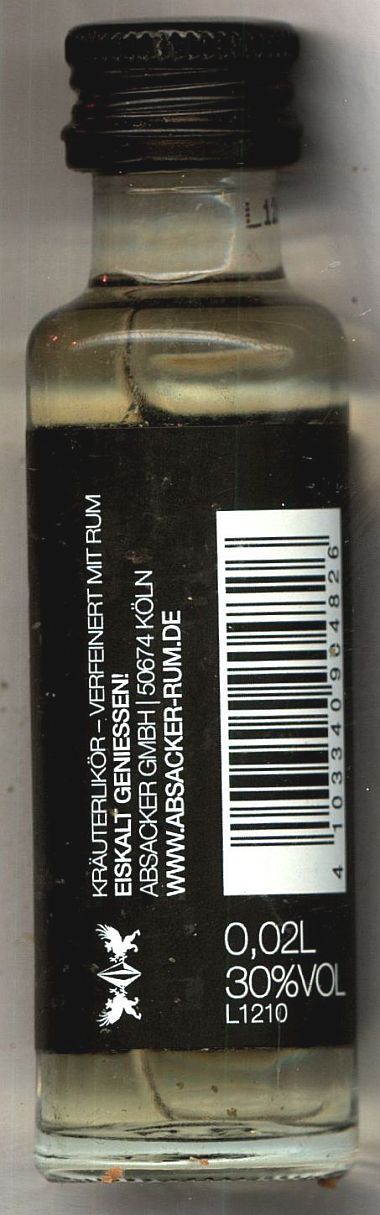 KRÄUTERLIKÖR – VERFEINERT MIT RUM
EISKALT GENIESSEN!
ABSACKER GMBH | 50674 KÖLN
WWW.ABSACKER-RUM.DE
4 103340 904826
0,02L
30%VOL
L1210